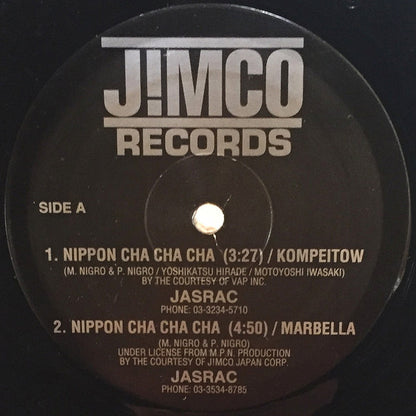 J!MCO
RECORDS
SIDE A
1. NIPPON CHA CHA CHA (3:27) / KOMPEITOW
(M. NIGRO & P. NIGRO / YOSHIKATSU HIRADE / MOTOYOSHI IWASAKI)
BY THE COURTESY OF VAP INC.
JASRAC
PHONE: 03-3234-5710
2. NIPPON CHA CHA CHA (4:50) / MARBELLA
(M. NIGRO & P. NIGRO)
UNDER LICENSE FROM M.P.N. PRODUCTION
BY THE COURTESY OF JIMCO JAPAN CORP.
JASRAC
PHONE: 03-3534-8785